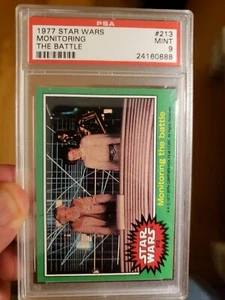 PSA
1977 STAR WARS #213
MONITORING MINT
THE BATTLE 9
24160888
Monitoring the battle
STAR
WARS